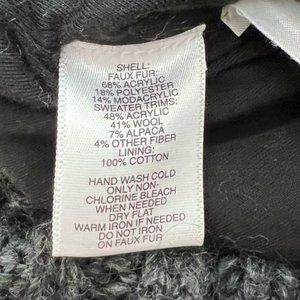 SHELL:
FAUX FUR:
68% ACRYLIC
18% POLYESTER
14% MODACRYLIC
SWEATER TRIMS:
48% ACRYLIC
41% WOOL
7% ALPACA
4% OTHER FIBER
LINING:
100% COTTON
HAND WASH COLD
ONLY NON-
CHLORINE BLEACH
WHEN NEEDED
DRY FLAT
WARM IRON IF NEEDED
DO NOT IRON
ON FAUX FUR